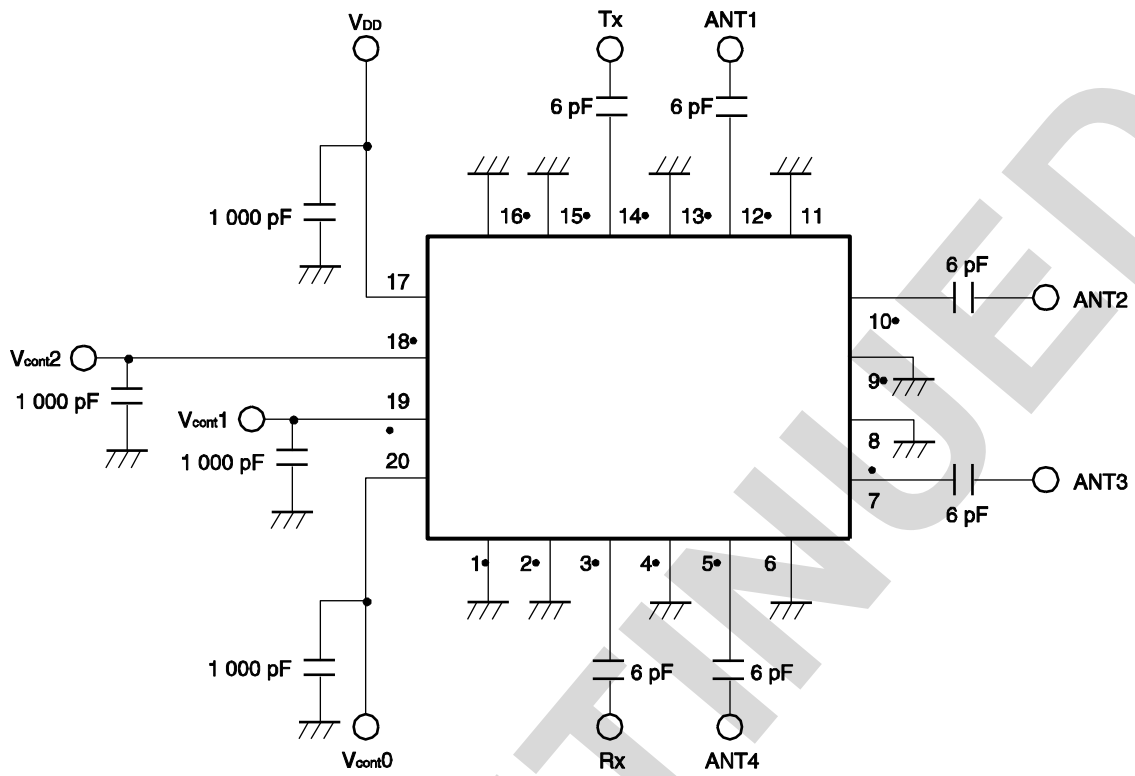 VDD
Tx
ANT1
6 pF
6 pF
1 000 pF
16•
15•
14•
13•
12•
11
17
6 pF
ANT2
10•
18•
Vcont2
1 000 pF
9•
19
Vcont1
•
8
1 000 pF
20
•
7
6 pF
ANT3
1•
2•
3•
4•
5•
6
1 000 pF
6 pF
6 pF
Vcont0
Rx
ANT4
TINUED